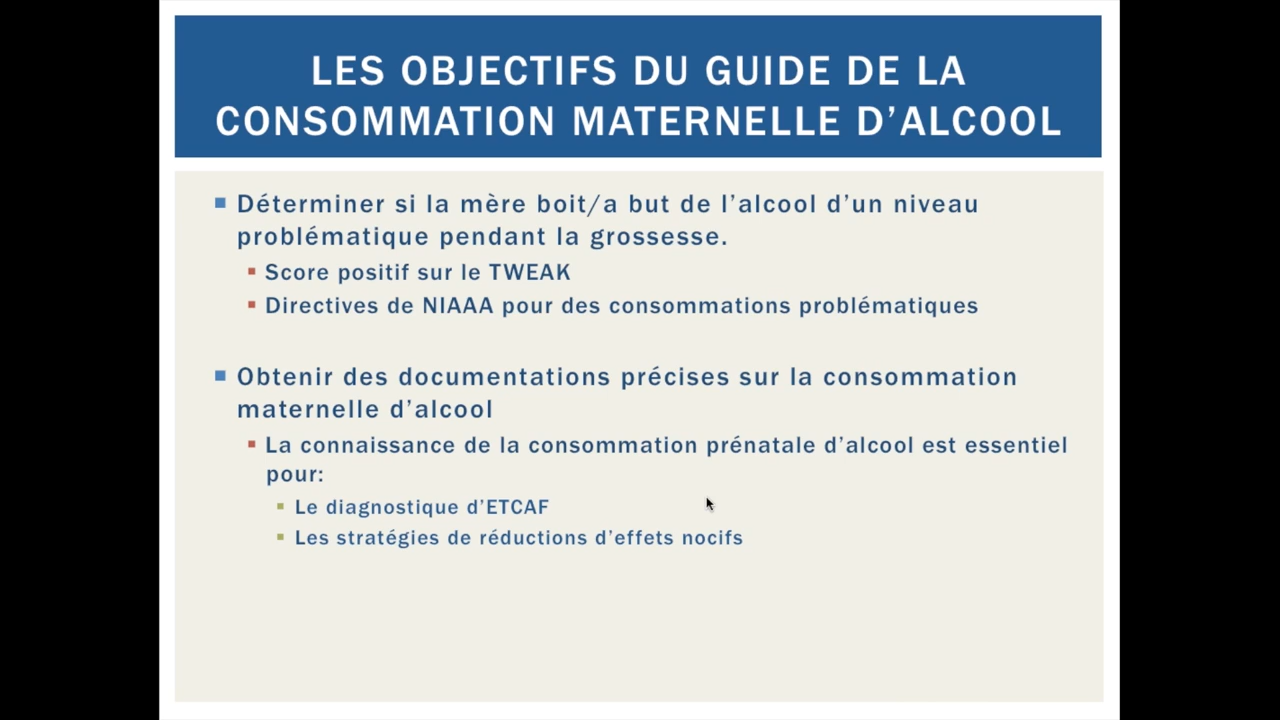 LES OBJECTIFS DU GUIDE DE LA
CONSOMMATION MATERNELLE D’ALCOOL
Déterminer si la mère boit/a but de l’alcool d’un niveau
problématique pendant la grossesse.
Score positif sur le TWEAK
Directives de NIAAA pour des consommations problématiques
Obtenir des documentations précises sur la consommation
maternelle d’alcool
La connaissance de la consommation prénatale d’alcool est essentiel
pour:
Le diagnostique d’ETCAF
Les stratégies de réductions d’effets nocifs